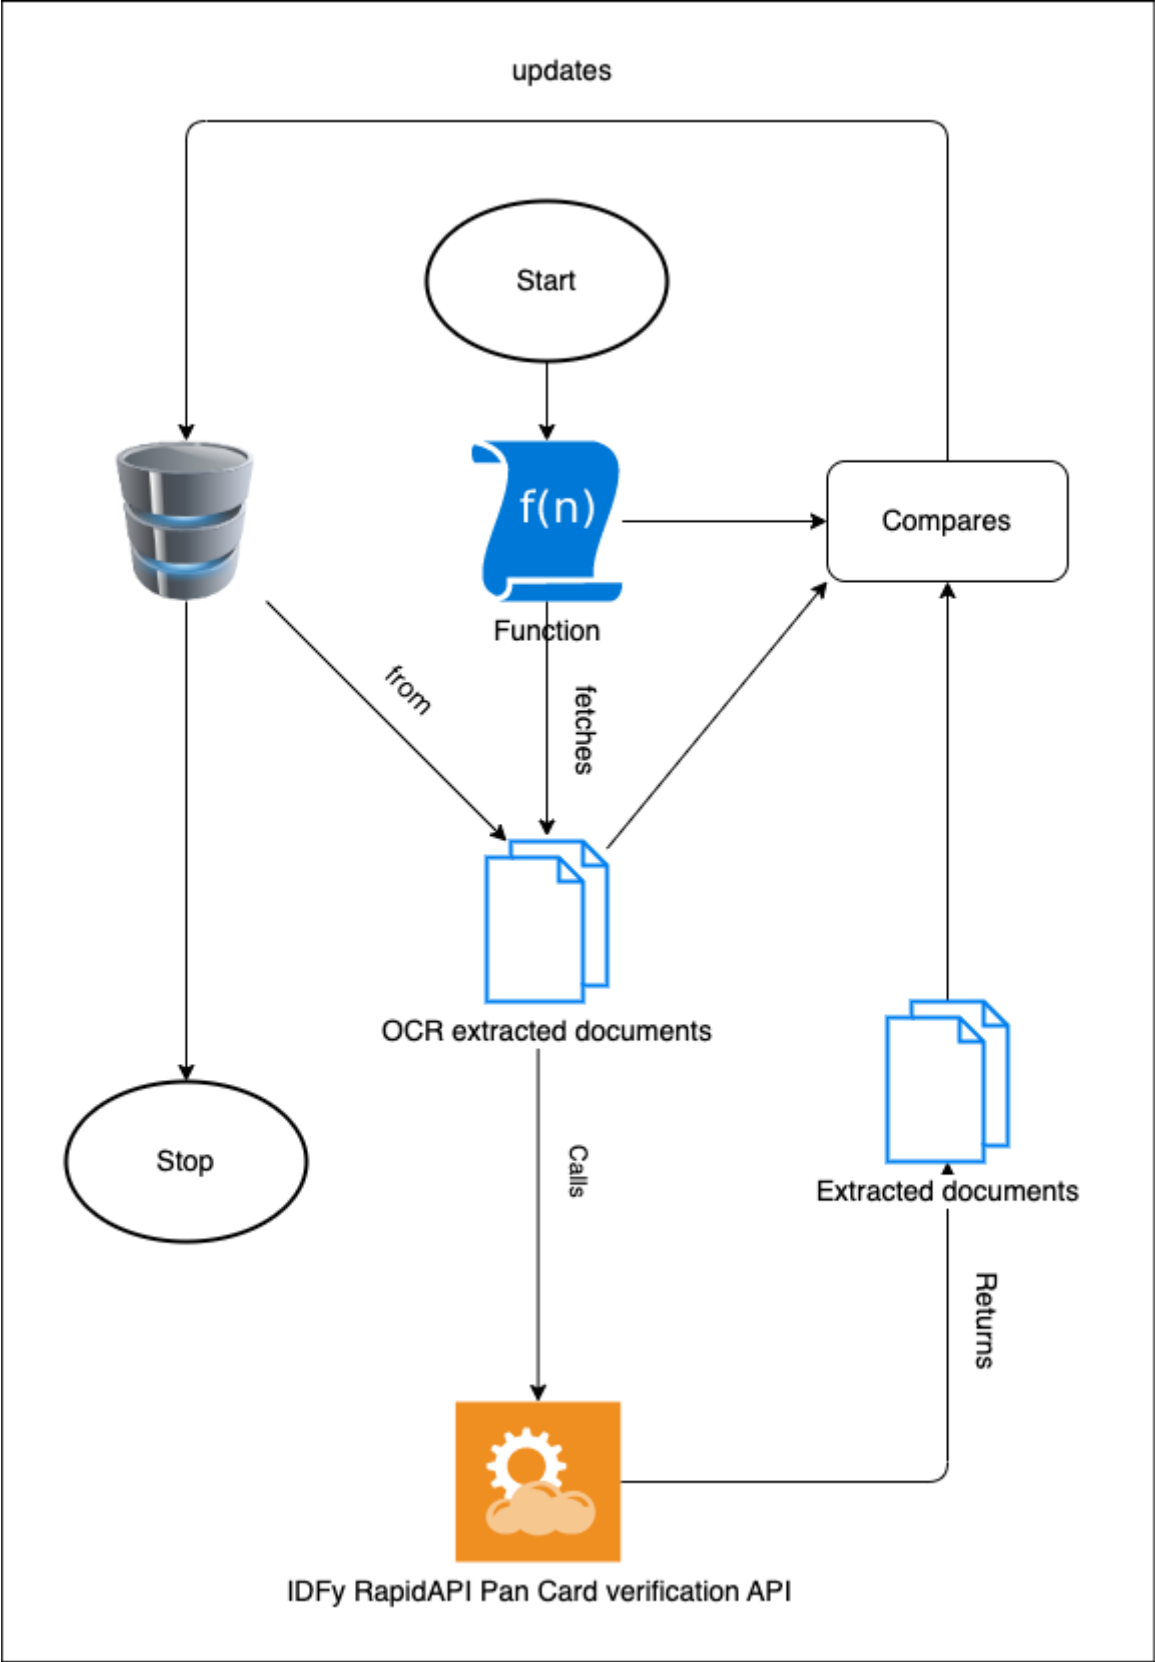 updates
Start
f(n)
Compares
Function
from
fetches
OCR extracted documents
Calls
Stop
Extracted documents
Returns
IDFy RapidAPI Pan Card verification API